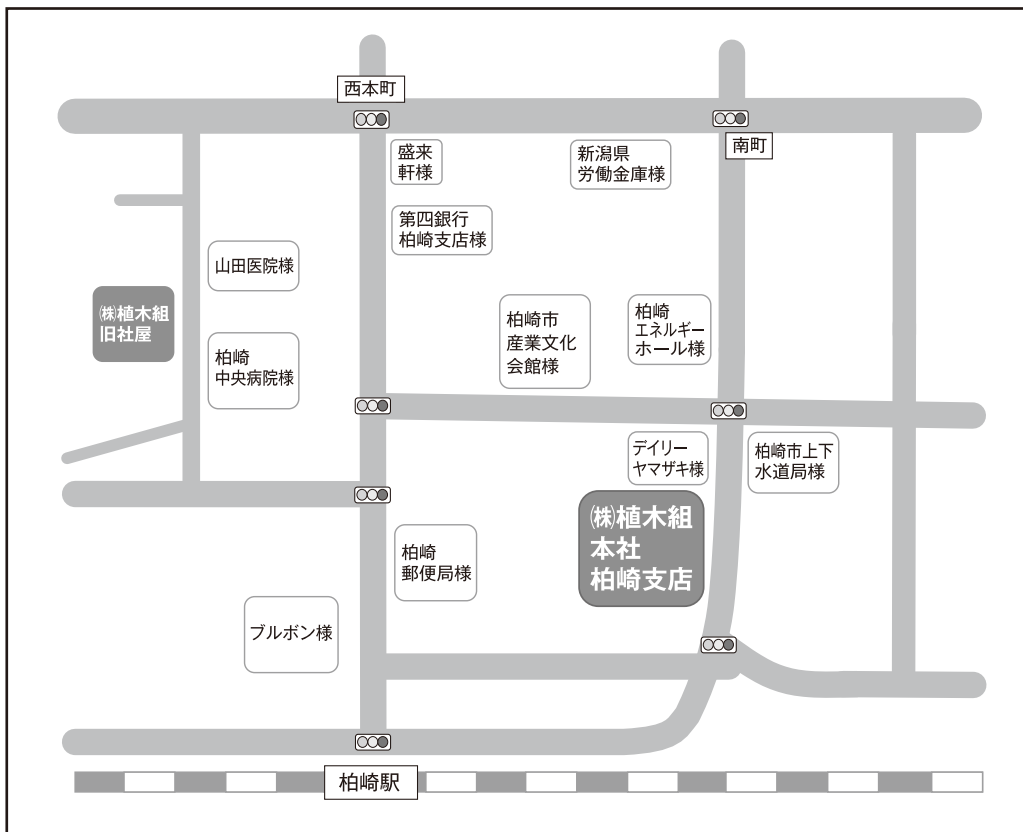 西本町
南町
盛来
軒様
新潟県
労働金庫様
第四銀行
柏崎支店様
山田医院様
㈱植木組
旧社屋
柏崎
中央病院様
柏崎市
産業文化
会館様
柏崎
エネルギー
ホール様
デイリー
ヤマザキ様
柏崎市上下
水道局様
㈱植木組
本社
柏崎支店
柏崎
郵便局様
ブルボン様
柏崎駅